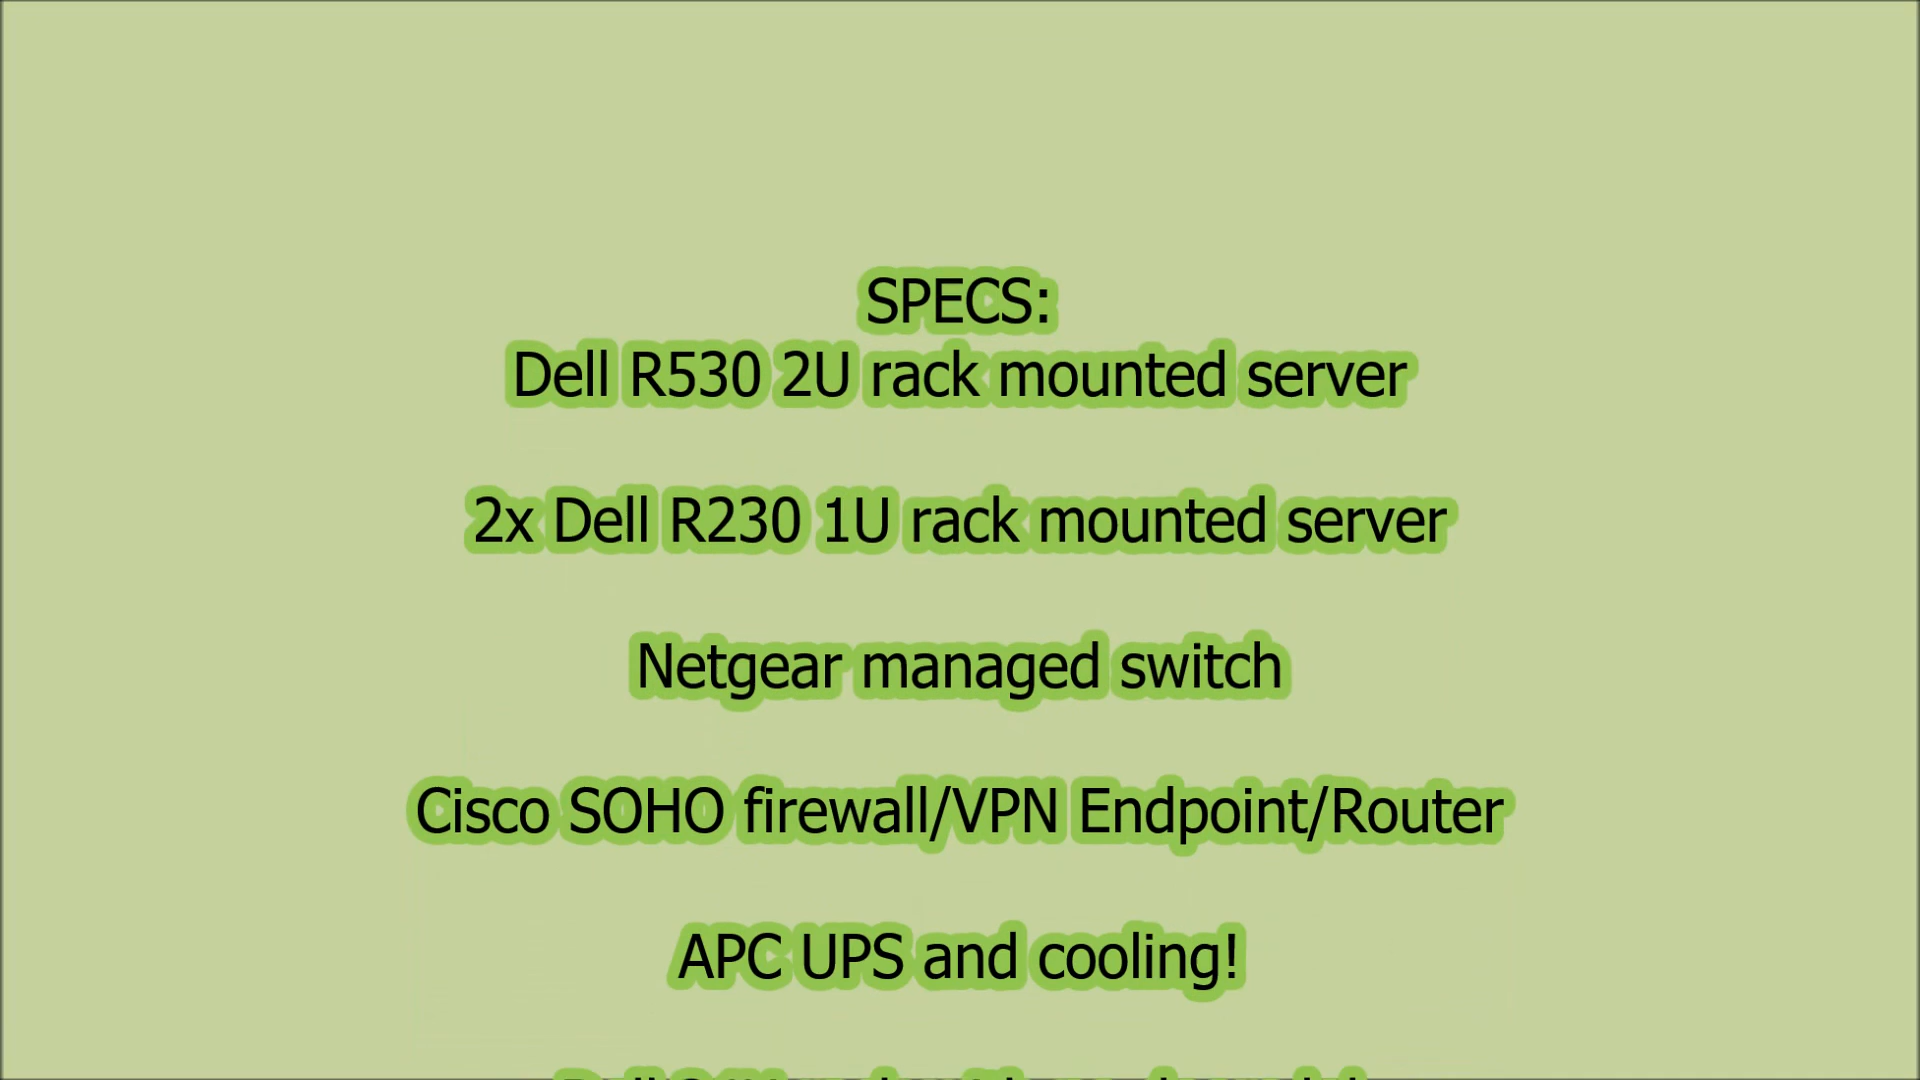 SPECS:
Dell R530 2U rack mounted server
2x Dell R230 1U rack mounted server
Netgear managed switch
Cisco SOHO firewall/VPN Endpoint/Router
APC UPS and cooling!
Dell